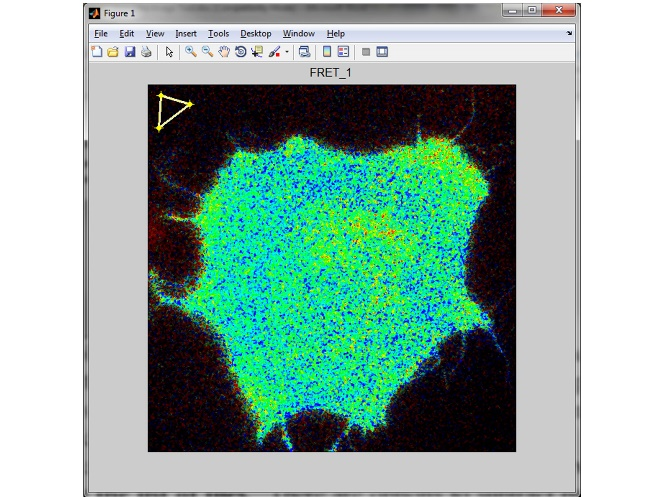 Figure 1
File Edit View Insert Tools Desktop Window Help
FRET_1